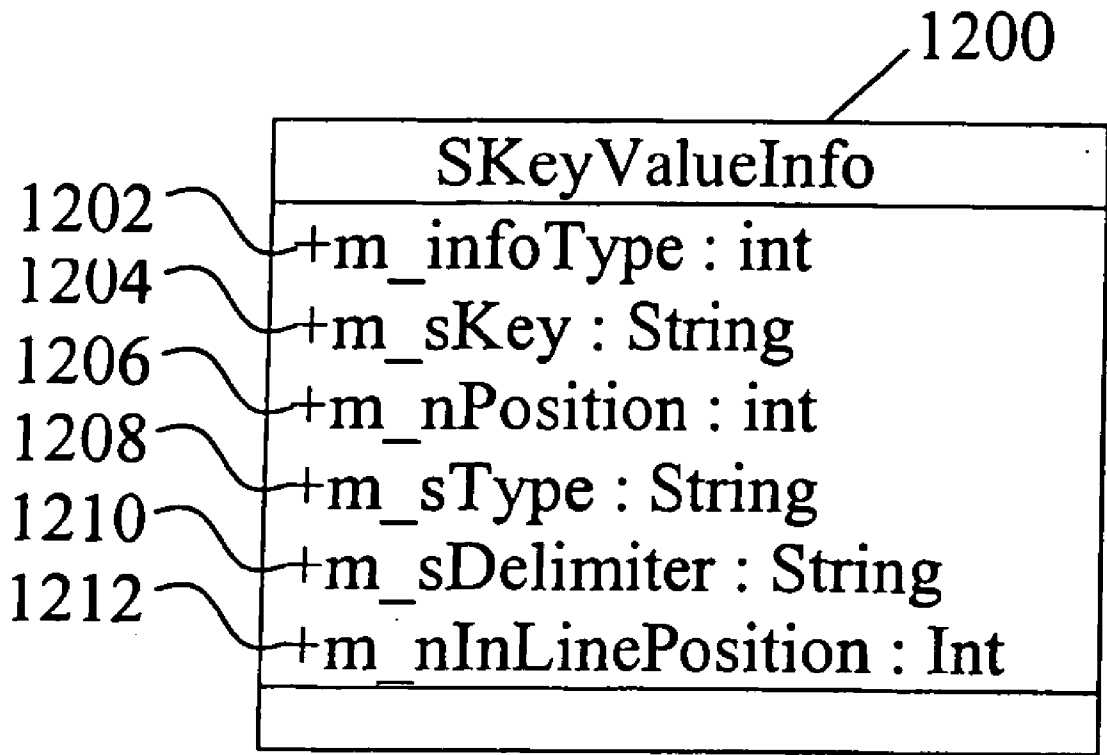 1200
SKeyValueInfo
1202 +m_infoType : int
1204 +m_sKey : String
1206 +m_nPosition : int
1208 +m_sType : String
1210 +m_sDelimiter : String
1212 +m_nInLinePosition : Int